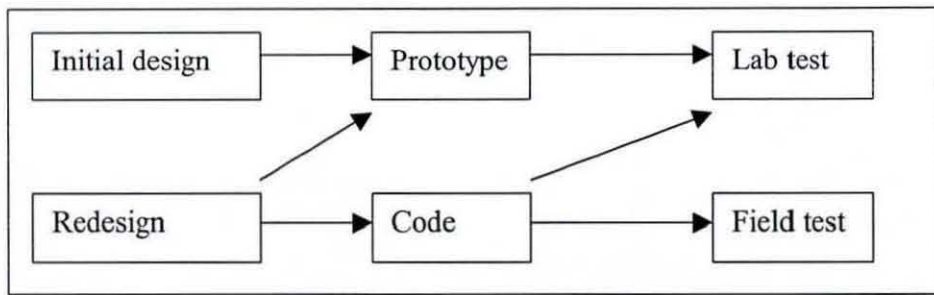 Initial design
Prototype
Lab test
Redesign
Code
Field test